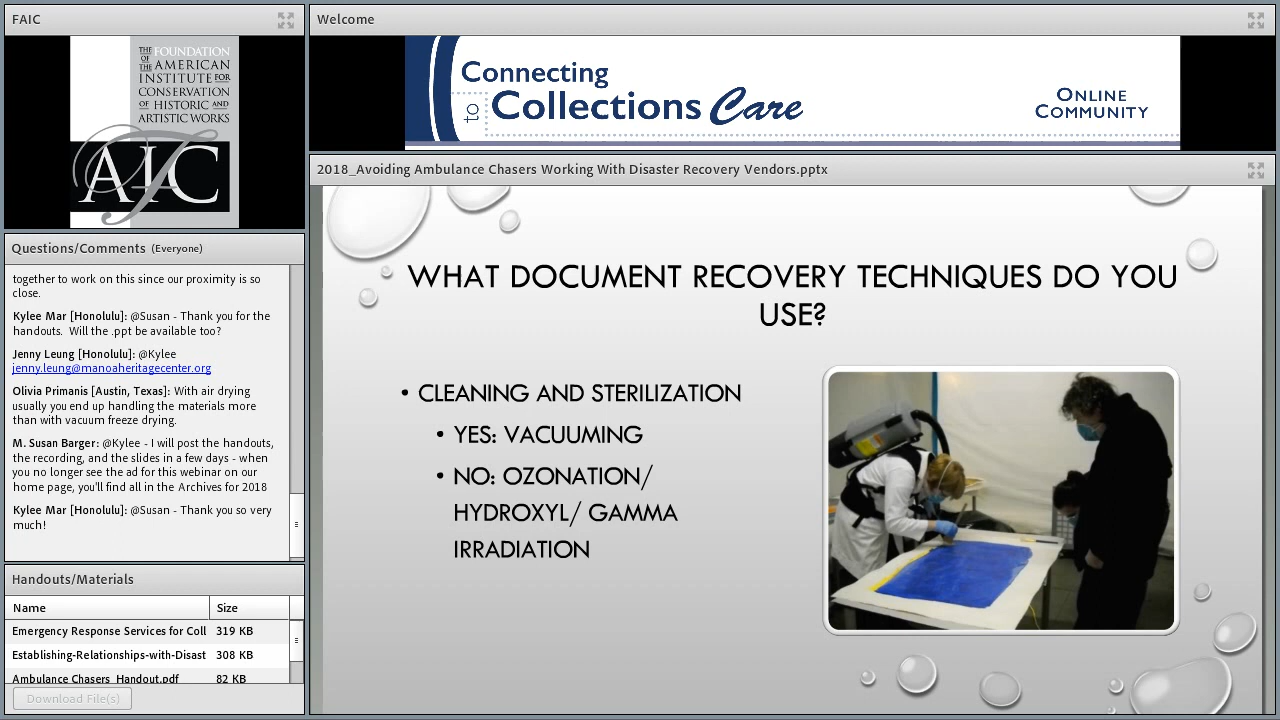 FAIC
THE FOUNDATION
OF THE AMERICAN
INSTITUTE FOR
CONSERVATION
OF HISTORIC AND
ARTISTIC WORKS
AIC
Questions/Comments (Everyone)
together to work on this since our proximity is so
close.
Kylee Mar [Honolulu]: @Susan - Thank you for the
handouts. Will the .ppt be available too?
Jenny Leung [Honolulu]: @Kylee
jenny.leung@manoaheritagecenter.org
Olivia Primanis [Austin, Texas]: With air drying
usually you end up handling the materials more
than with vacuum freeze drying.
M. Susan Barger: @Kylee - I will post the handouts,
the recording, and the slides in a few days - when
you no longer see the ad for this webinar on our
home page, you'll find all in the Archives for 2018
Kylee Mar [Honolulu]: @Susan - Thank you so very
much!
Handouts/Materials
Name Size
Emergency Response Services for Coll 319 KB
Establishing-Relationships-with-Disast 308 KB
Ambulance Chasers_Handout.pdf 82 KB
Download File(s)
Welcome
Connecting
to Collections Care
ONLINE
COMMUNITY
2018_Avoiding Ambulance Chasers Working With Disaster Recovery Vendors.pptx
WHAT DOCUMENT RECOVERY TECHNIQUES DO YOU
USE?
• CLEANING AND STERILIZATION
• YES: VACUUMING
• NO: OZONATION/
HYDROXYL/ GAMMA
IRRADIATION